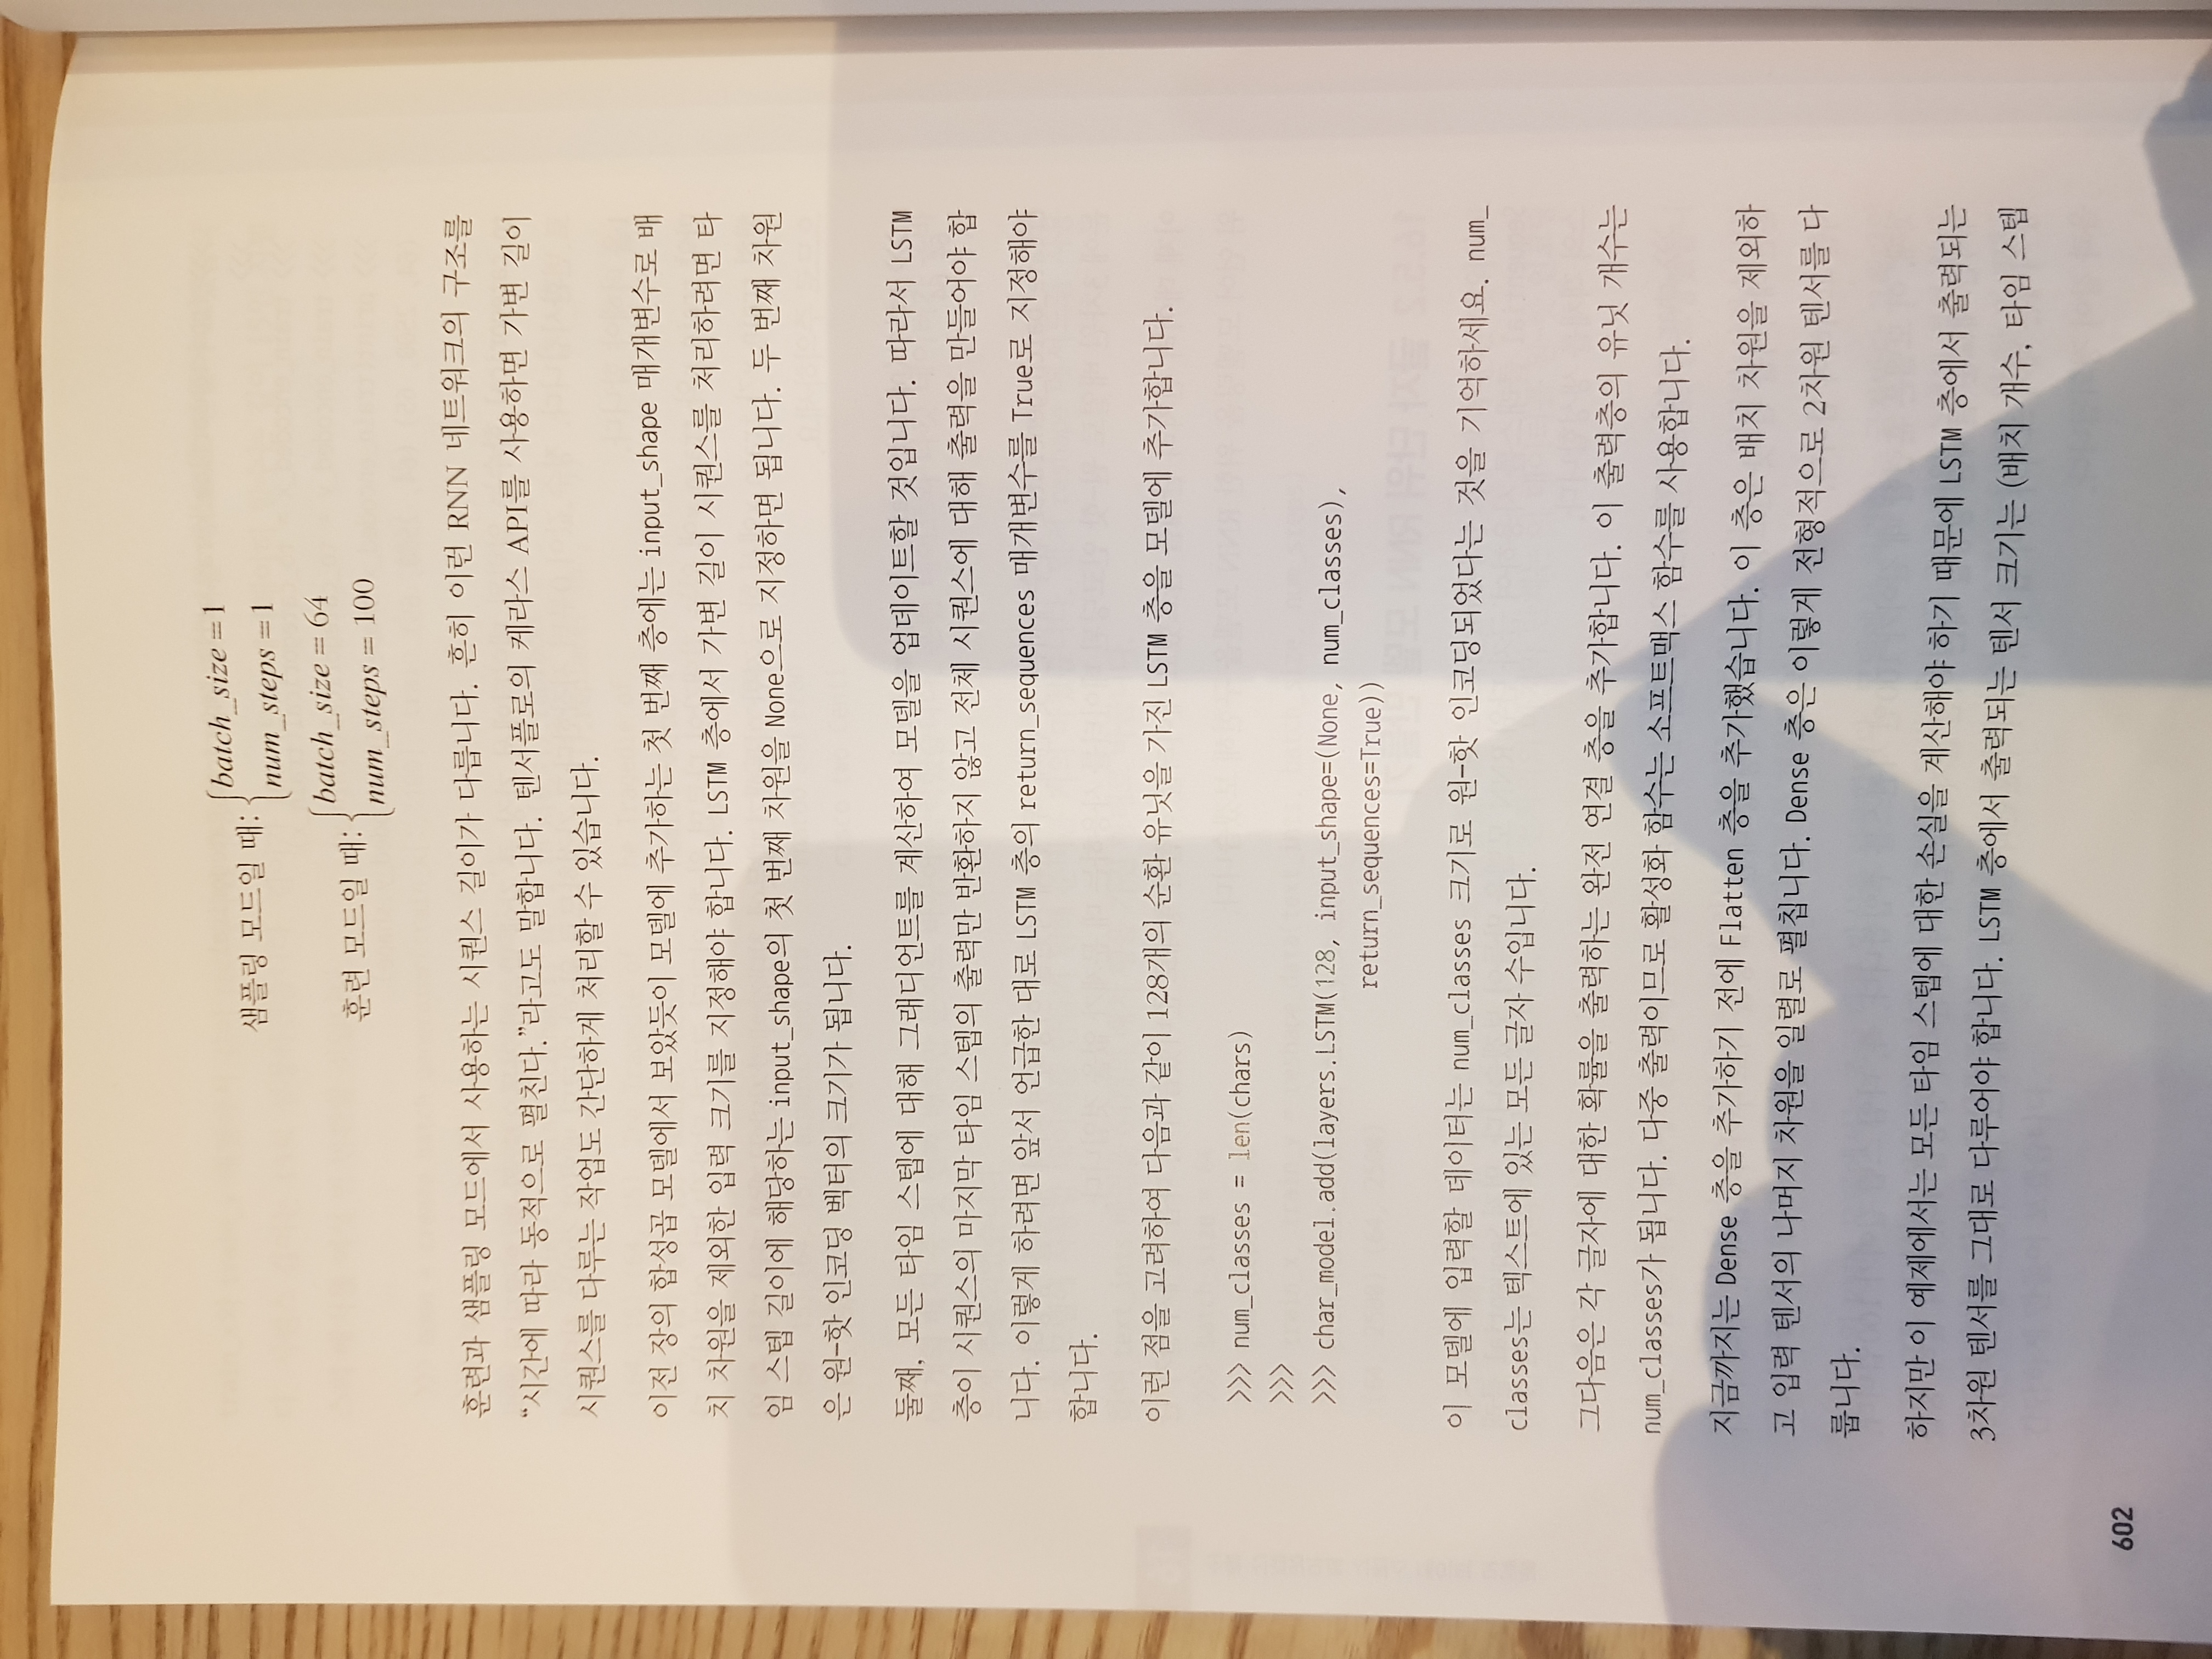 샘플링 모드일 때: { batch_size = 1
num_steps = 1
훈련 모드일 때: { batch_size = 64
num_steps = 100
훈련과 샘플링 모드에서 사용하는 시퀀스 길이가 다릅니다. 흔히 이런 RNN 네트워크의 구조를
“시간에 따라 동적으로 펼친다.”라고도 말합니다. 텐서플로의 케라스 API를 사용하면 가변 길이
시퀀스를 다루는 작업도 간단하게 처리할 수 있습니다.
이전 장의 합성곱 모델에서 보았듯이 모델에 추가하는 첫 번째 층에는 input_shape 매개변수로 배
치 차원을 제외한 입력 크기를 지정해야 합니다. LSTM 층에서 가변 길이 시퀀스를 처리하려면 타
임 스텝 길이에 해당하는 input_shape의 첫 번째 차원을 None으로 지정하면 됩니다. 두 번째 차원
은 원-핫 인코딩 벡터의 크기가 됩니다.
둘째, 모든 타임 스텝에 대해 그래디언트를 계산하여 모델을 업데이트할 것입니다. 따라서 LSTM
층이 시퀀스의 마지막 타임 스텝의 출력만 반환하지 않고 전체 시퀀스에 대해 출력을 만들어야 합
니다. 이렇게 하려면 앞서 언급한 대로 LSTM 층의 return_sequences 매개변수를 True로 지정해야
합니다.
이런 점을 고려하여 다음과 같이 128개의 순환 유닛을 가진 LSTM 층을 모델에 추가합니다.
>>> num_classes = len(chars)
>>>
>>> char_model.add(layers.LSTM(128, input_shape=(None, num_classes),
return_sequences=True))
이 모델에 입력할 데이터는 num_classes 크기로 원-핫 인코딩되었다는 것을 기억하세요. num_
classes는 텍스트에 있는 모든 글자 수입니다.
그다음은 각 글자에 대한 확률을 출력하는 완전 연결 층을 추가합니다. 이 출력층의 유닛 개수는
num_classes가 됩니다. 다중 출력이므로 활성화 함수는 소프트맥스 함수를 사용합니다.
지금까지는 Dense 층을 추가하기 전에 Flatten 층을 추가했습니다. 이 층은 배치 차원을 제외하
고 입력 텐서의 나머지 차원을 일렬로 펼칩니다. Dense 층은 이렇게 전형적으로 2차원 텐서를 다
룹니다.
하지만 이 예제에서는 모든 타임 스텝에 대한 손실을 계산해야 하기 때문에 LSTM 층에서 출력되는
3차원 텐서를 그대로 다루어야 합니다. LSTM 층에서 출력되는 텐서 크기는 (배치 개수, 타임 스텝
602